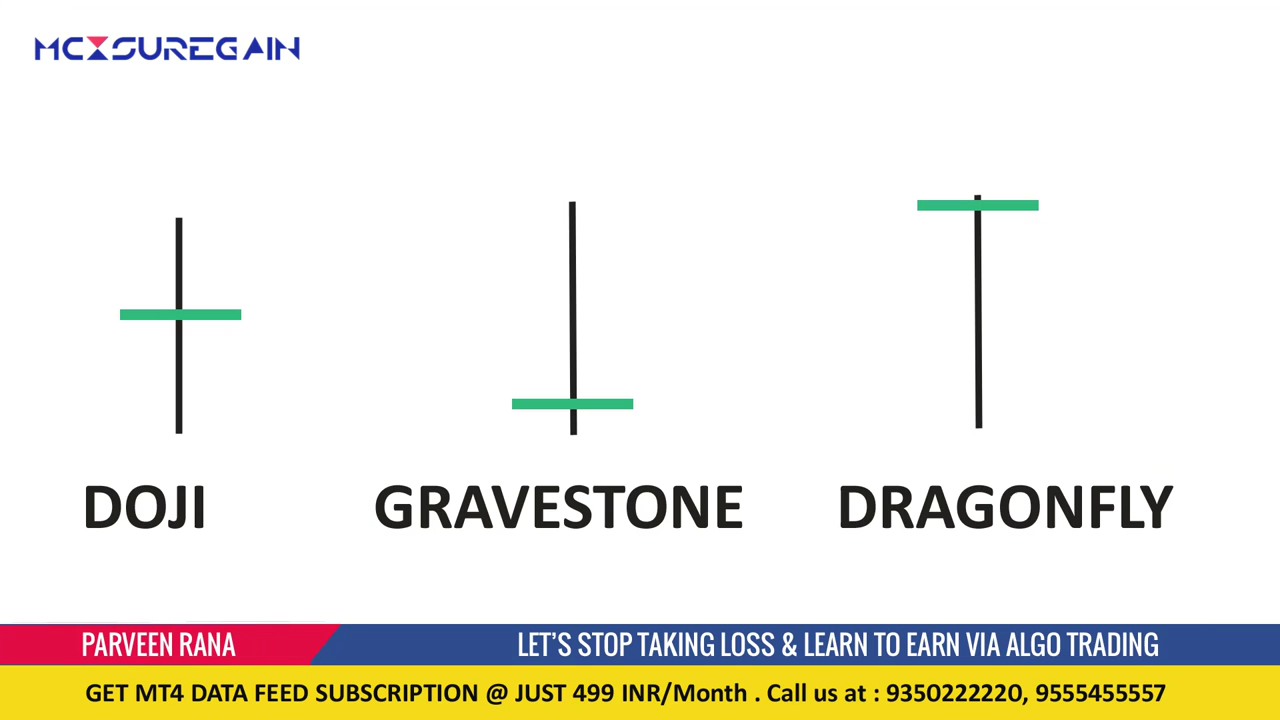 MCXSUREGAIN
DOJI
GRAVESTONE
DRAGONFLY
PARVEEN RANA
LET'S STOP TAKING LOSS & LEARN TO EARN VIA ALGO TRADING
GET MT4 DATA FEED SUBSCRIPTION @ JUST 499 INR/Month . Call us at : 9350222220, 9555455557